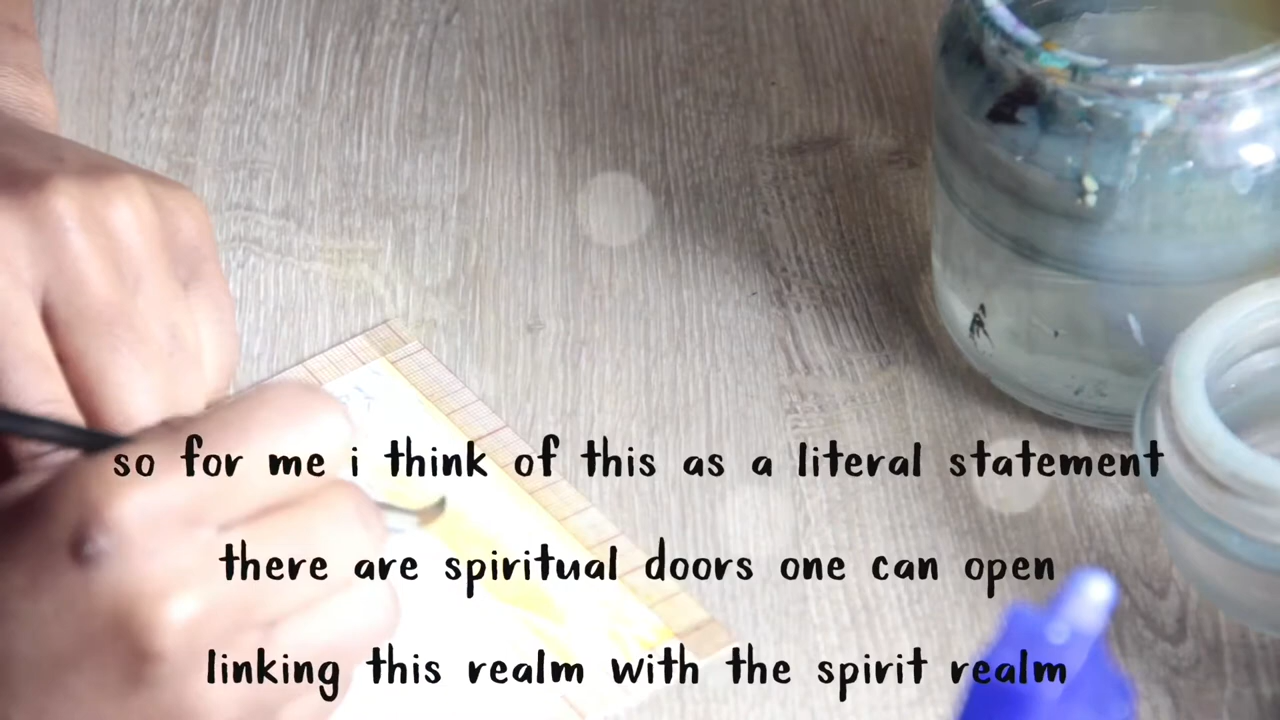 so for me i think of this as a literal statement
there are spiritual doors one can open
linking this realm with the spirit realm